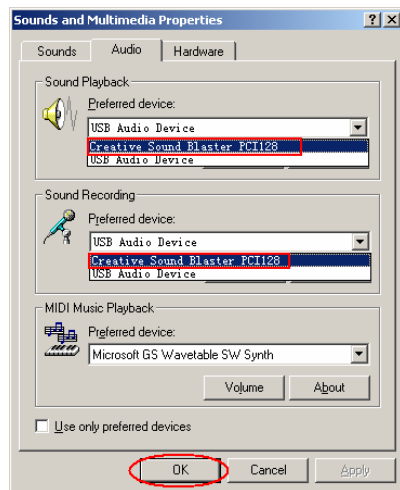 Sounds and Multimedia Properties
Sounds Audio Hardware
Sound Playback
Preferred device:
USB Audio Device
Creative Sound Blaster PCI128
USB Audio Device
Sound Recording
Preferred device:
USB Audio Device
Creative Sound Blaster PCI128
USB Audio Device
MIDI Music Playback
Preferred device:
Microsoft GS Wavetable SW Synth
Volume About
Use only preferred devices
OK Cancel Apply